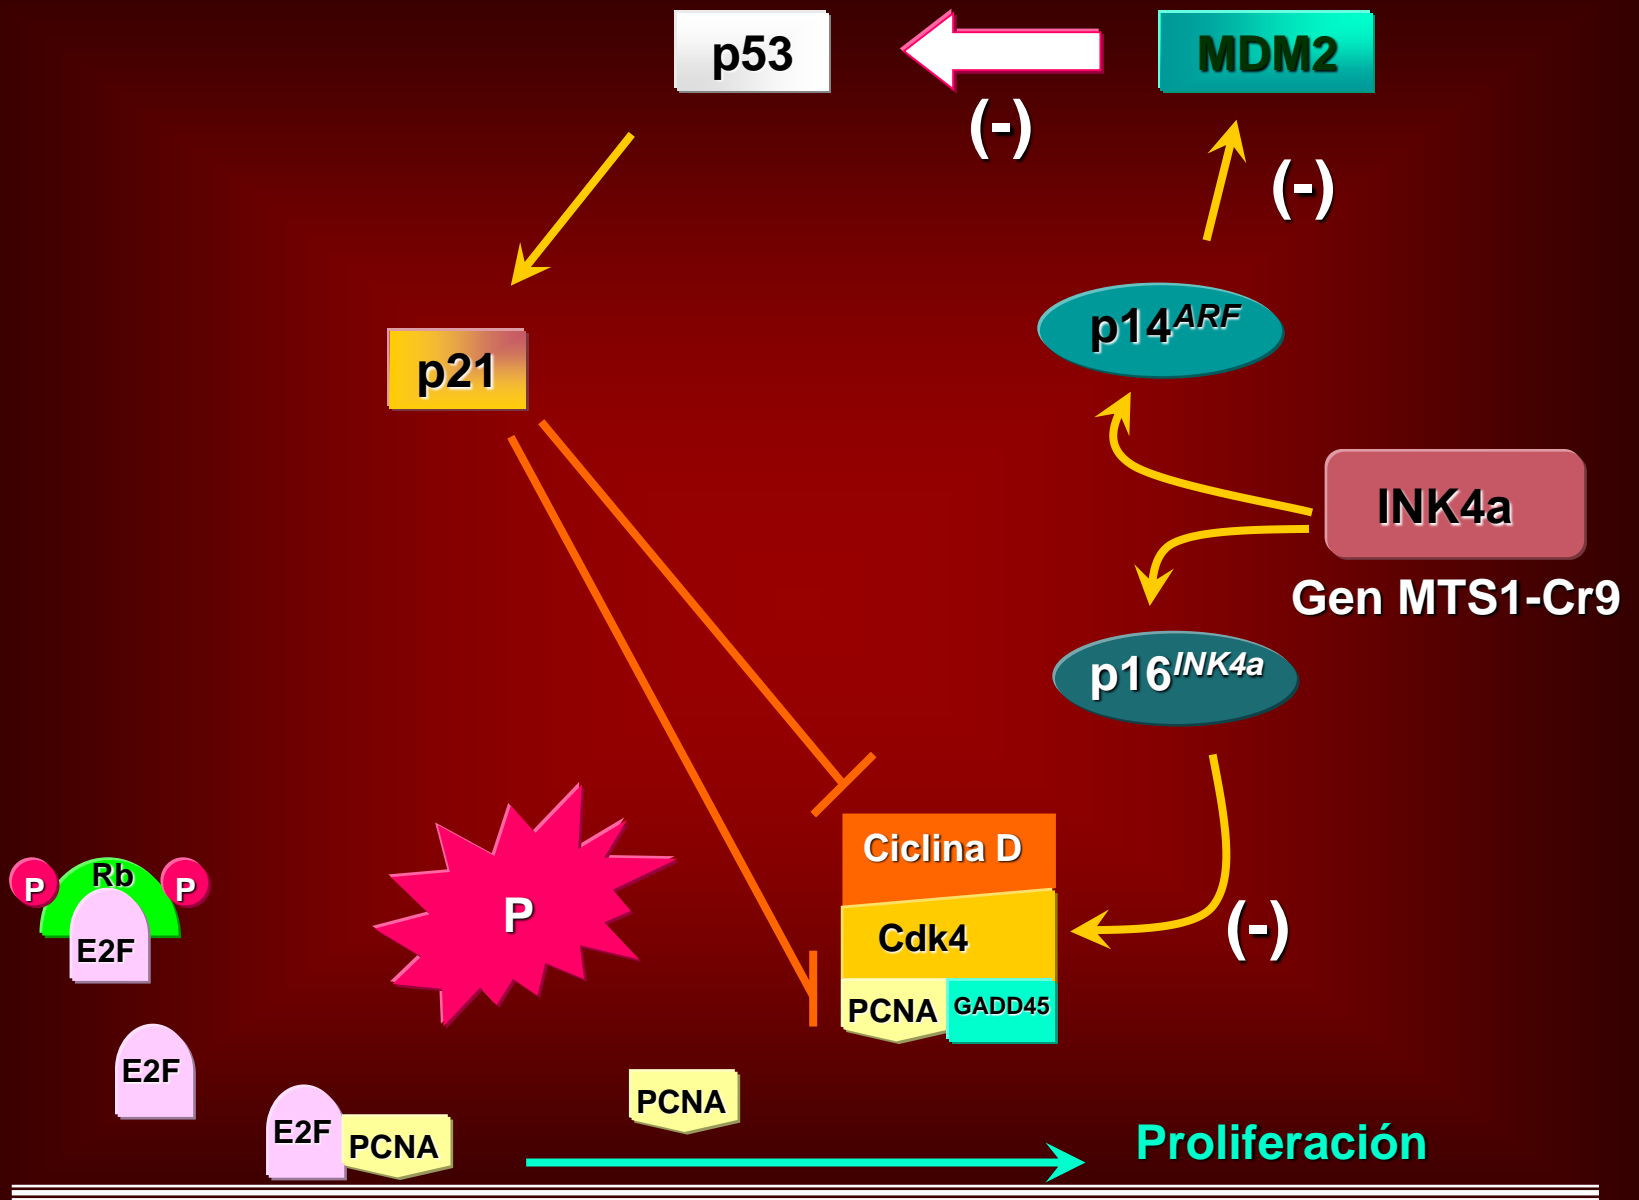 p53
MDM2
(-)
(-)
p14ARF
p21
INK4a
Gen MTS1-Cr9
p16INK4a
Ciclina D
P
Rb
P
P
E2F
Cdk4
(-)
PCNA
GADD45
E2F
PCNA
E2F
PCNA
Proliferación